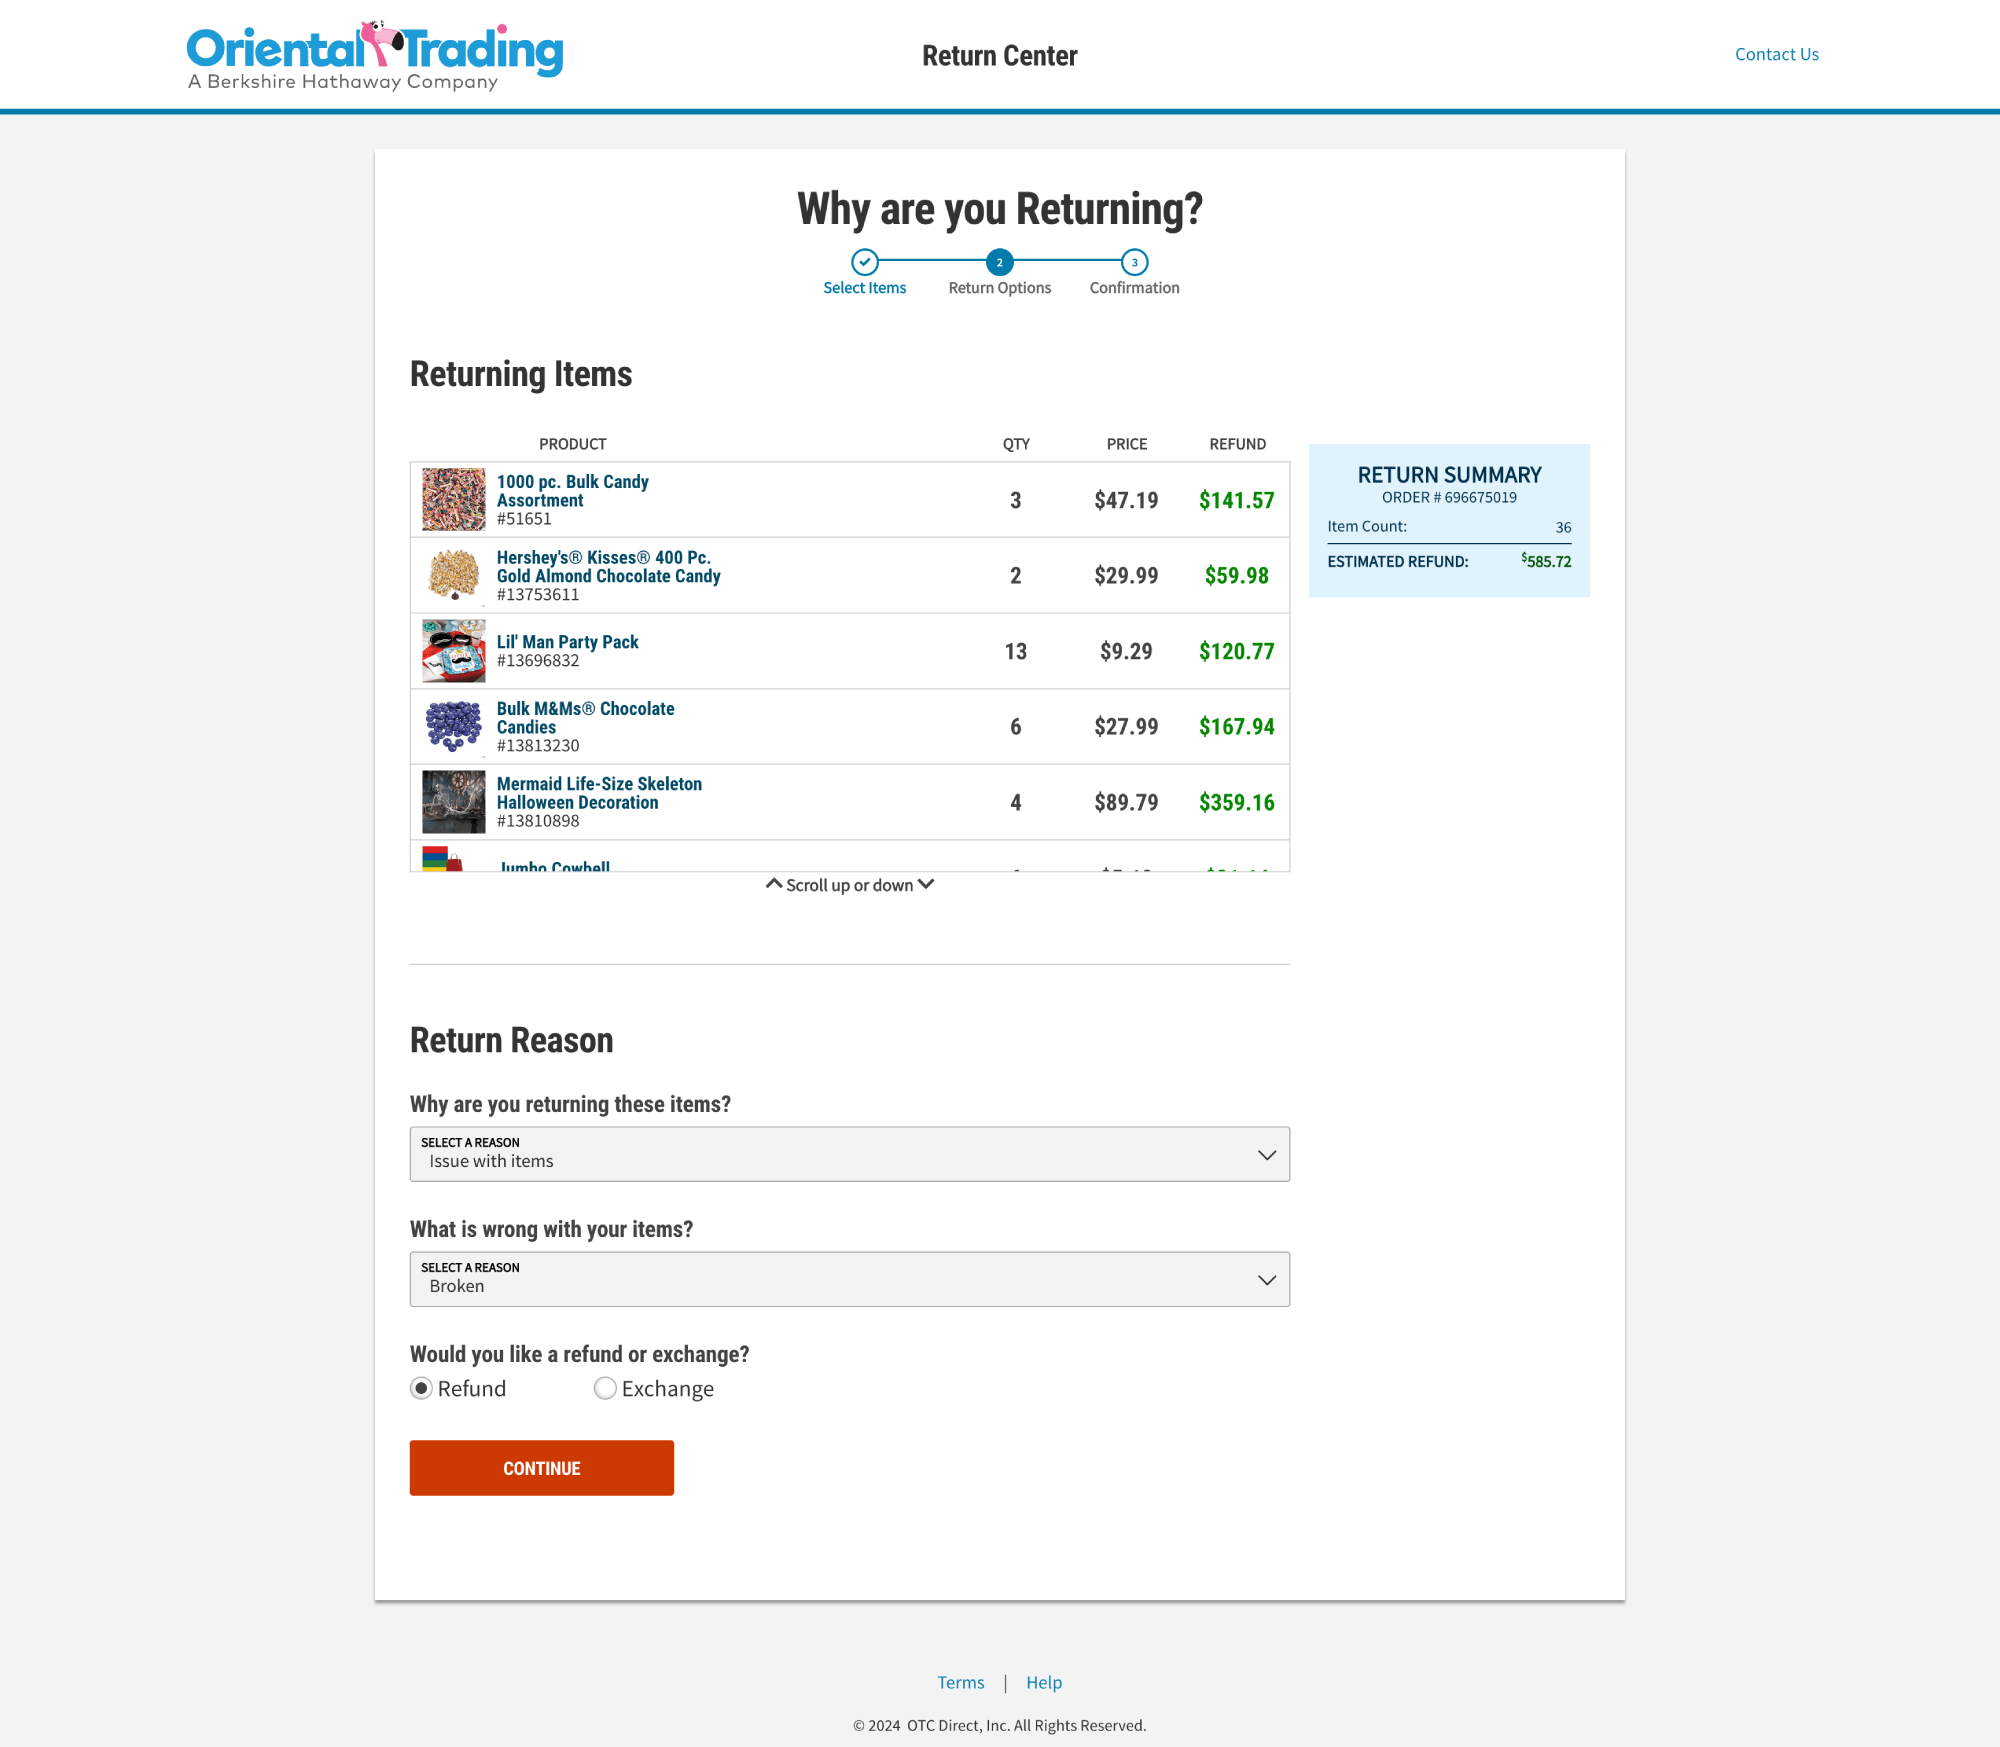 Oriental Trading
A Berkshire Hathaway Company
Return Center
Contact Us
Why are you Returning?
2
3
Select Items
Return Options
Confirmation
Returning Items
PRODUCT
QTY
PRICE
REFUND
1000 pc. Bulk Candy
Assortment
#51651
3
$47.19
$141.57
Hershey's® Kisses® 400 Pc.
Gold Almond Chocolate Candy
#13753611
2
$29.99
$59.98
Lil' Man Party Pack
#13696832
13
$9.29
$120.77
Bulk M&Ms® Chocolate
Candies
#13813230
6
$27.99
$167.94
Mermaid Life-Size Skeleton
Halloween Decoration
#13810898
4
$89.79
$359.16
Jumbo Cowbell
Scroll up or down
RETURN SUMMARY
ORDER # 696675019
Item Count: 36
ESTIMATED REFUND: $585.72
Return Reason
Why are you returning these items?
SELECT A REASON
Issue with items
What is wrong with your items?
SELECT A REASON
Broken
Would you like a refund or exchange?
Refund
Exchange
CONTINUE
Terms | Help
© 2024 OTC Direct, Inc. All Rights Reserved.